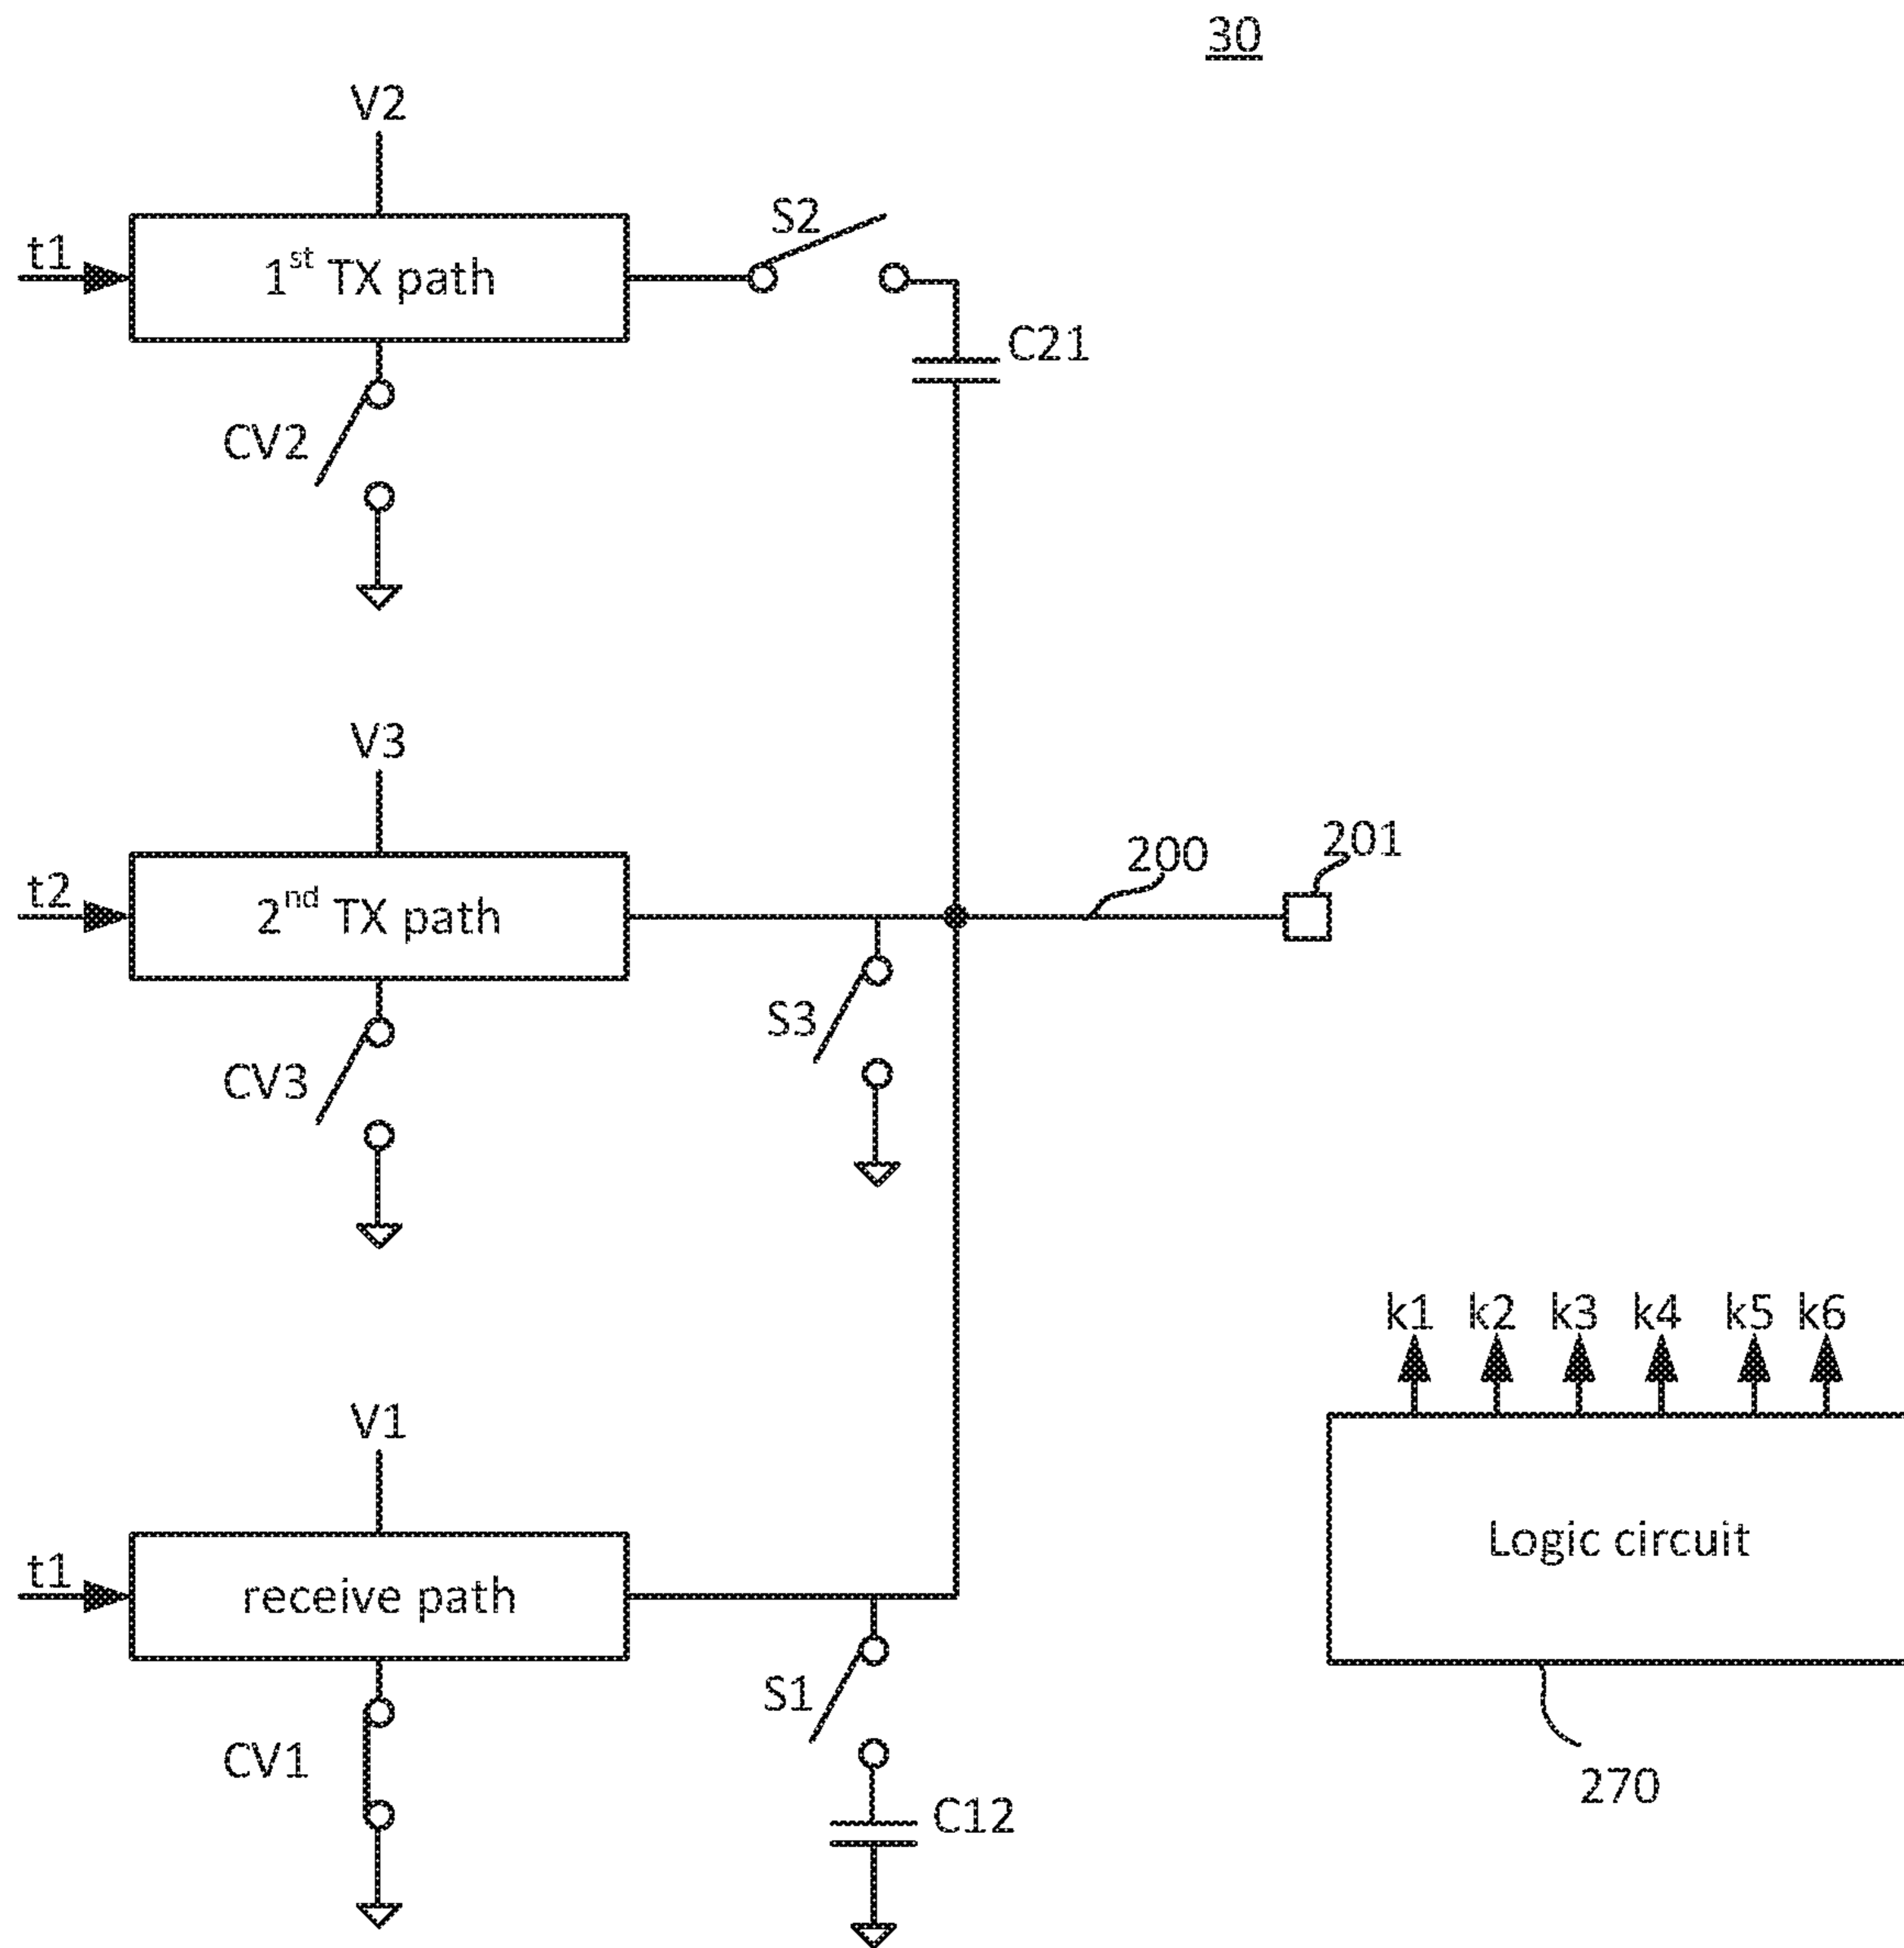 30
V2
t1
1st TX path
S2
C21
CV2
V3
t2
2nd TX path
200
201
S3
CV3
k1 k2 k3 k4 k5 k6
V1
t1
receive path
Logic circuit
S1
CV1
270
C12